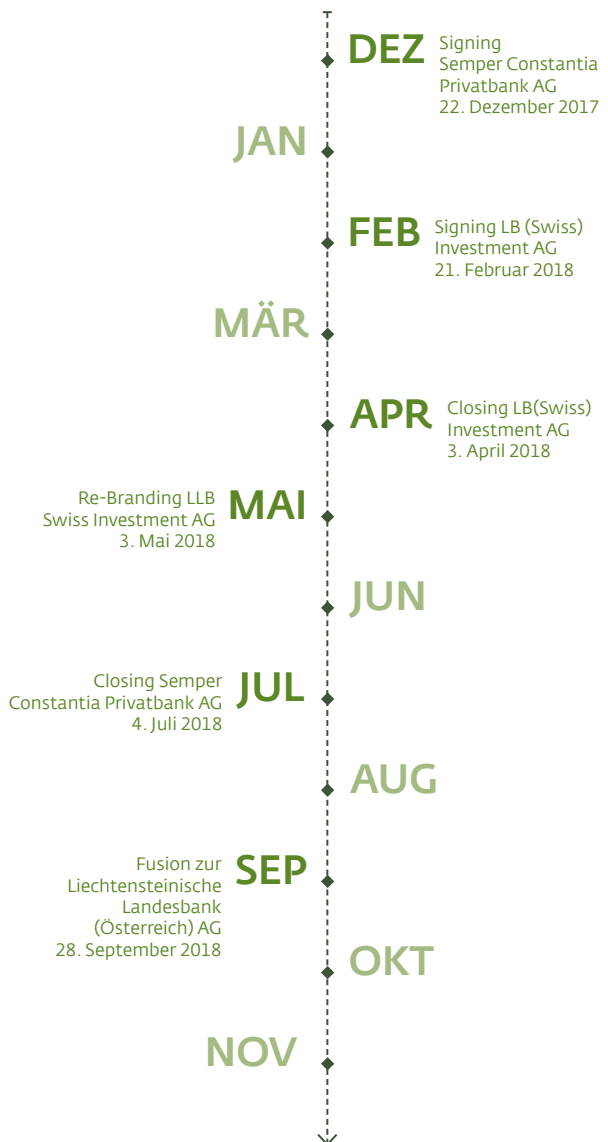 DEZ
Signing
Semper Constantia
Privatbank AG
22. Dezember 2017
JAN
FEB
Signing LB (Swiss)
Investment AG
21. Februar 2018
MÄR
APR
Closing LB(Swiss)
Investment AG
3. April 2018
MAI
Re-Branding LLB
Swiss Investment AG
3. Mai 2018
JUN
JUL
Closing Semper
Constantia Privatbank AG
4. Juli 2018
AUG
SEP
Fusion zur
Liechtensteinische
Landesbank
(Österreich) AG
28. September 2018
OKT
NOV